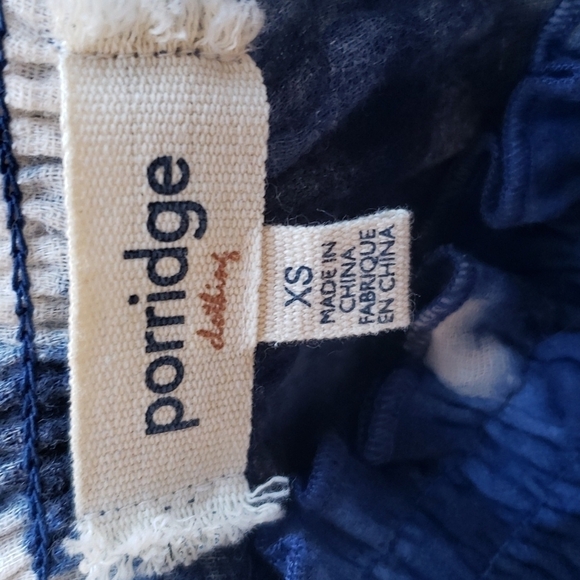 porridge
clothing
XS
MADE IN
CHINA
FABRIQUE
EN CHINA